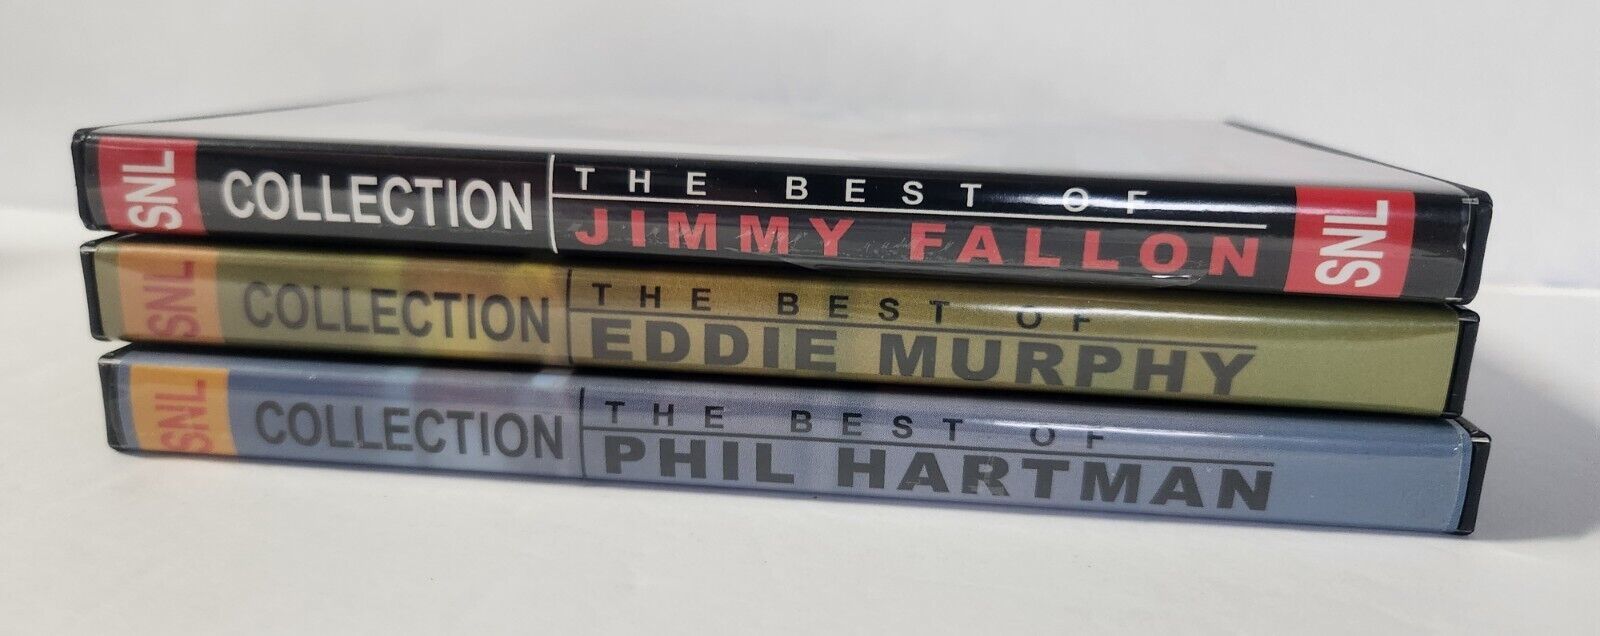 SNL COLLECTION THE BEST OF
JIMMY FALLON SNL
SNL COLLECTION THE BEST OF
EDDIE MURPHY
SNL COLLECTION THE BEST OF
PHIL HARTMAN